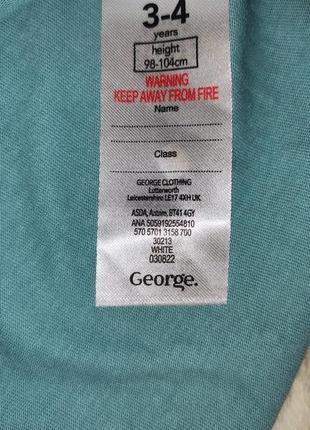 3-4
years
height
98-104cm
WARNING
KEEP AWAY FROM FIRE
Name
Class
GEORGE CLOTHING
Lutterworth
Leicestershire LE17 4XH UK
ASDA, Antrim, BT41 4GY
ANA 5059192554810
570 5701 3158 700
30213
WHITE
030822
George.